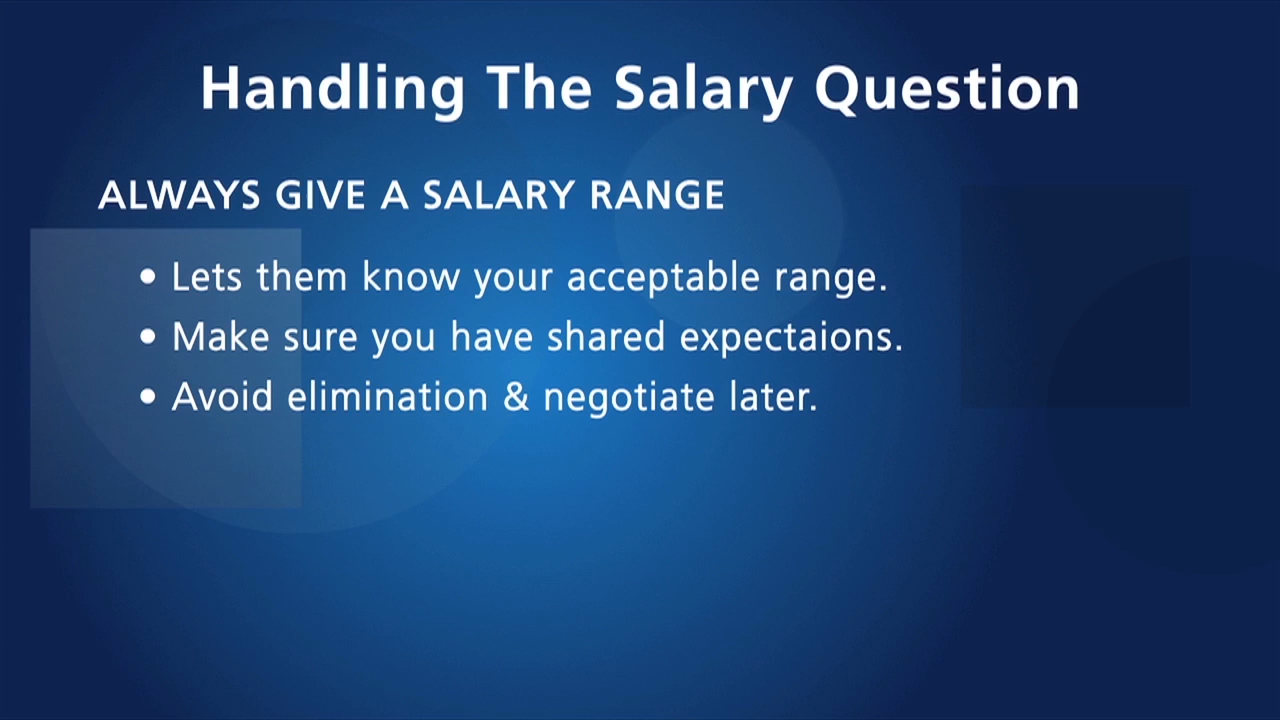 Handling The Salary Question
ALWAYS GIVE A SALARY RANGE
• Lets them know your acceptable range.
• Make sure you have shared expectaions.
• Avoid elimination & negotiate later.